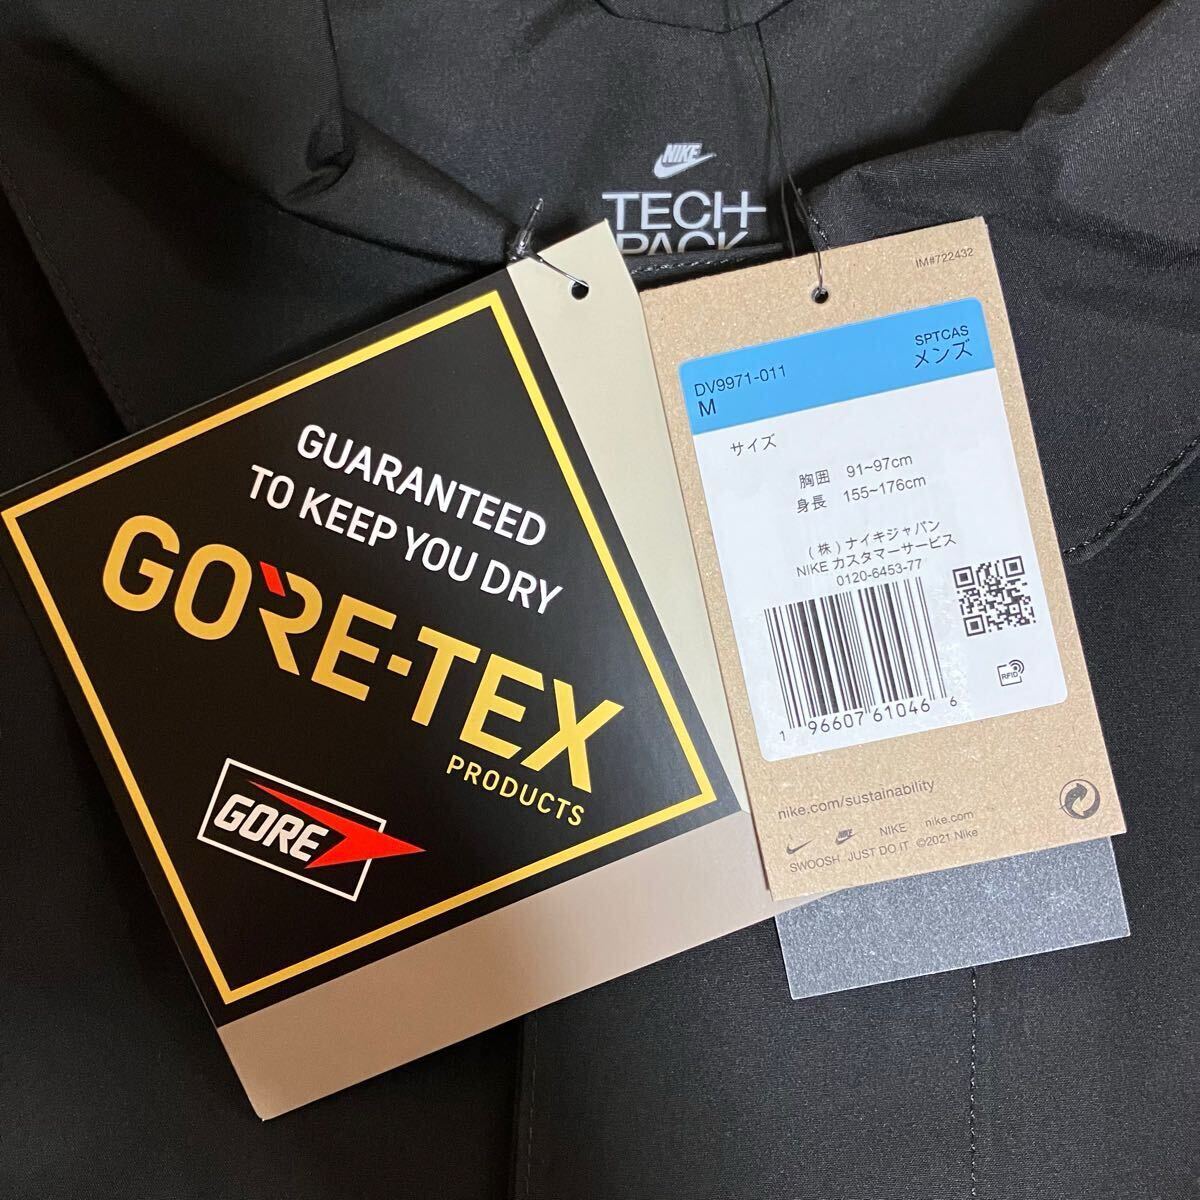 NIKE
TECH
PACK
GUARANTEED
TO KEEP YOU DRY
GORE-TEX
PRODUCTS
GORE
IM#722432
SPTCAS
DV9971-011 メンズ
M
サイズ
胸囲 91~97cm
身長 155~176cm
(株)ナイキジャパン
NIKE カスタマーサービス
0120-6453-77
RFID
1 96607 61046 6
nike.com/sustainability
NIKE NIKE nike.com
SWOOSH JUST DO IT ©2021 Nike